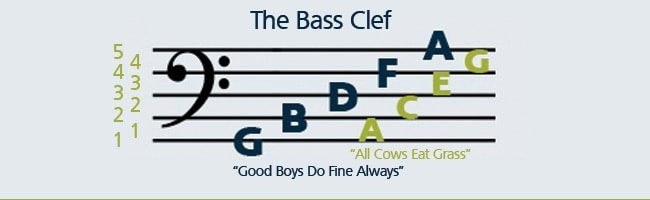 The Bass Clef
5 4 3 2 1
4 3 2 1
G B D F A
A C E G
"All Cows Eat Grass"
"Good Boys Do Fine Always"